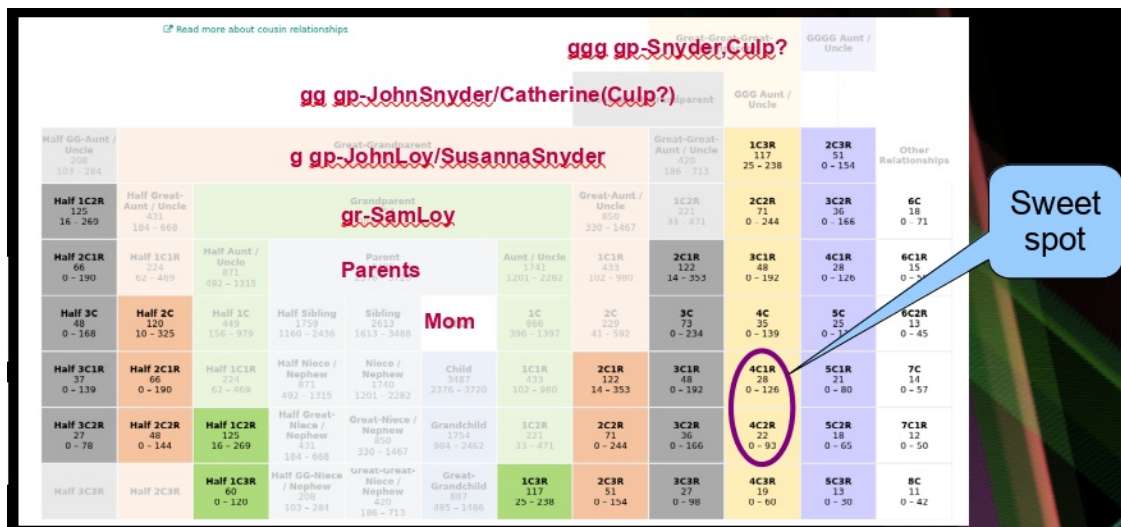 Read more about cousin relationships
Great-Great-Great-
ggg gp-Snyder,Culp?
GGGG Aunt /
Uncle
gg gp-JohnSnyder/Catherine(Culp?)
GGG Aunt /
Uncle
Half GG-Aunt /
Uncle
208
103 – 284
Great-Grandparent
g gp-JohnLoy/SusannaSnyder
Great-Great-
Aunt / Uncle
420
186 – 713
1C3R
117
25 – 238
2C3R
51
0 – 154
Other
Relationships
Half 1C2R
125
16 – 269
Half Great-
Aunt / Uncle
431
184 – 668
Grandparent
gr-SamLoy
Great-Aunt /
Uncle
850
330 – 1467
1C2R
221
33 – 471
2C2R
71
0 – 244
3C2R
36
0 – 166
6C
18
0 – 71
Sweet
spot
Half 2C1R
66
0 – 190
Half 1C1R
224
62 – 469
Half Aunt /
Uncle
871
492 – 1315
Parent
Parents
Aunt / Uncle
1741
1201 – 2282
1C1R
433
102 – 980
2C1R
122
14 – 353
3C1R
48
0 – 192
4C1R
28
0 – 126
6C1R
15
Half 3C
48
0 – 168
Half 2C
120
10 – 325
Half 1C
449
156 – 979
Half Sibling
1759
1160 – 2436
Sibling
2613
1613 – 3488
Mom
1C
866
396 – 1397
2C
229
41 – 592
3C
73
0 – 234
4C
35
0 – 139
5C
25
6C2R
13
0 – 45
Half 3C1R
37
0 – 139
Half 2C1R
66
0 – 190
Half 1C1R
224
62 – 469
Half Niece /
Nephew
871
492 – 1315
Niece /
Nephew
1740
1201 – 2282
Child
3487
2376 – 3720
1C1R
433
102 – 980
2C1R
122
14 – 353
3C1R
48
0 – 192
4C1R
28
0 – 126
5C1R
21
0 – 80
7C
14
0 – 57
Half 3C2R
27
0 – 78
Half 2C2R
48
0 – 144
Half 1C2R
125
16 – 269
Half Great-
Niece /
Nephew
431
184 – 668
Great-Niece /
Nephew
850
330 – 1467
Grandchild
1754
984 – 2462
1C2R
221
33 – 471
2C2R
71
0 – 244
3C2R
36
0 – 166
4C2R
22
0 – 93
5C2R
18
0 – 65
7C1R
12
0 – 50
Half 3C3R
Half 2C3R
Half 1C3R
60
0 – 120
Half GG-Niece
/ Nephew
208
103 – 284
Great-Great-
Niece /
Nephew
420
186 – 713
Great-
Grandchild
887
485 – 1486
1C3R
117
25 – 238
2C3R
51
0 – 154
3C3R
27
0 – 98
4C3R
19
0 – 60
5C3R
13
0 – 30
8C
11
0 – 42